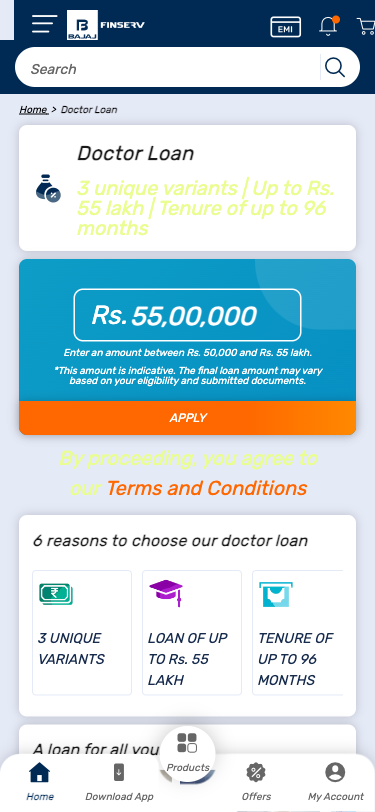 BAJAJ
FINSERV
EMI
Search
Home > Doctor Loan
Doctor Loan
3 unique variants | Up to Rs.
55 lakh | Tenure of up to 96
months
Rs. 55,00,000
Enter an amount between Rs. 50,000 and Rs. 55 lakh.
*This amount is indicative. The final loan amount may vary
based on your eligibility and submitted documents.
APPLY
By proceeding, you agree to
our Terms and Conditions
6 reasons to choose our doctor loan
3 UNIQUE
VARIANTS
LOAN OF UP
TO Rs. 55
LAKH
TENURE OF
UP TO 96
MONTHS
A loan for all you
Products
Home
Download App
Offers
My Account